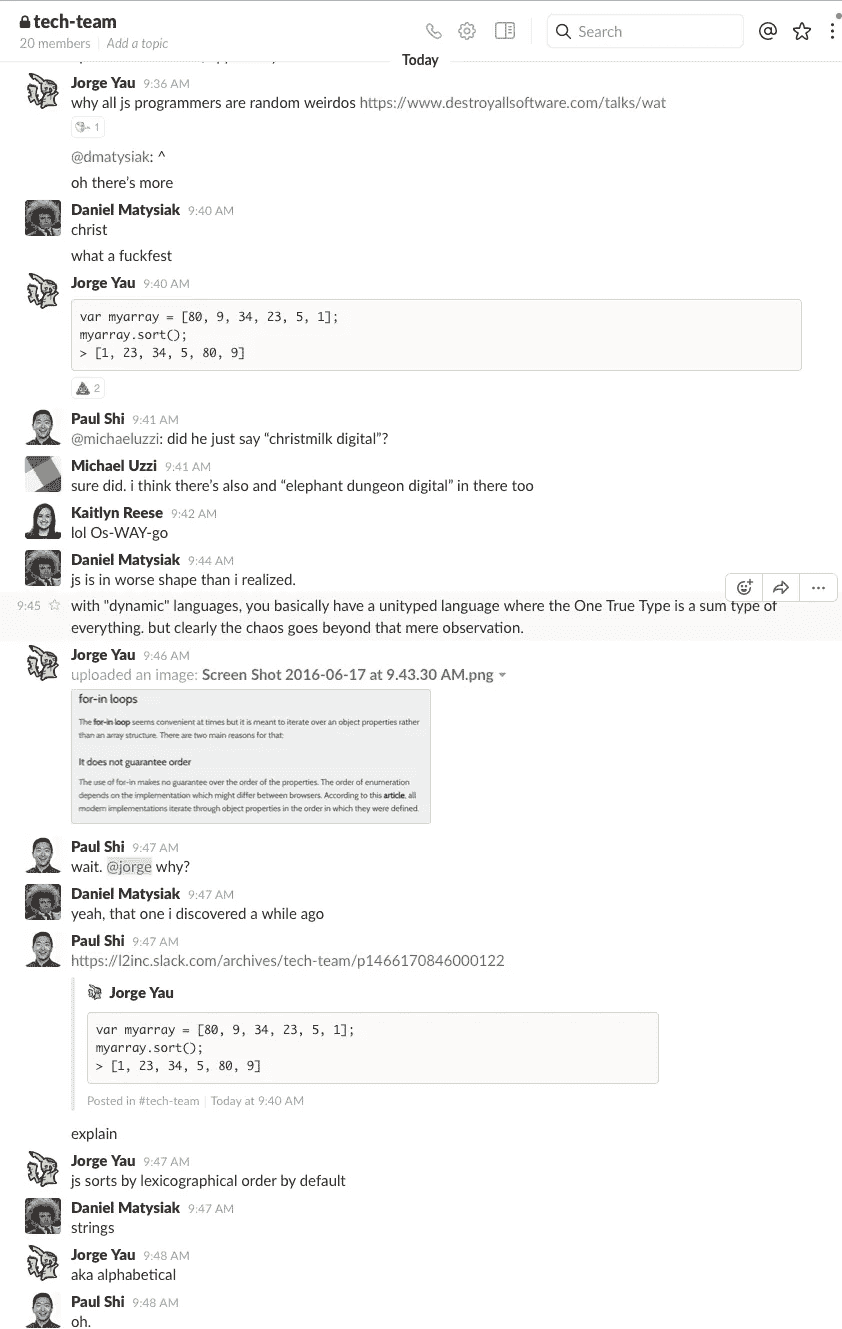 tech-team
20 members | Add a topic
Search
Today
Jorge Yau 9:36 AM
why all js programmers are random weirdos https://www.destroyallsoftware.com/talks/wat
1
@dmatysiak: ^
oh there's more
Daniel Matysiak 9:40 AM
christ
what a fuckfest
Jorge Yau 9:40 AM
var myarray = [80, 9, 34, 23, 5, 1];
myarray.sort();
> [1, 23, 34, 5, 80, 9]
2
Paul Shi 9:41 AM
@michaeluzzi: did he just say “christmilk digital”?
Michael Uzzi 9:41 AM
sure did. i think there's also and “elephant dungeon digital” in there too
Kaitlyn Reese 9:42 AM
lol Os-WAY-go
Daniel Matysiak 9:44 AM
js is in worse shape than i realized.
9:45 with "dynamic" languages, you basically have a unityped language where the One True Type is a sum type of
everything. but clearly the chaos goes beyond that mere observation.
Jorge Yau 9:46 AM
uploaded an image: Screen Shot 2016-06-17 at 9.43.30 AM.png
for-in loops
The for-in loop seems convenient at times but it is meant to iterate over an object properties rather
than an array structure. There are two main reasons for that:
It does not guarantee order
The use of for-in makes no guarantee over the order of the properties. The order of enumeration
depends on the implementation which might differ between browsers. According to this article, all
modern implementations iterate through object properties in the order in which they were defined.
Paul Shi 9:47 AM
wait. @jorge why?
Daniel Matysiak 9:47 AM
yeah, that one i discovered a while ago
Paul Shi 9:47 AM
https://l2inc.slack.com/archives/tech-team/p1466170846000122
Jorge Yau
var myarray = [80, 9, 34, 23, 5, 1];
myarray.sort();
> [1, 23, 34, 5, 80, 9]
Posted in #tech-team | Today at 9:40 AM
explain
Jorge Yau 9:47 AM
js sorts by lexicographical order by default
Daniel Matysiak 9:47 AM
strings
Jorge Yau 9:48 AM
aka alphabetical
Paul Shi 9:48 AM
oh.